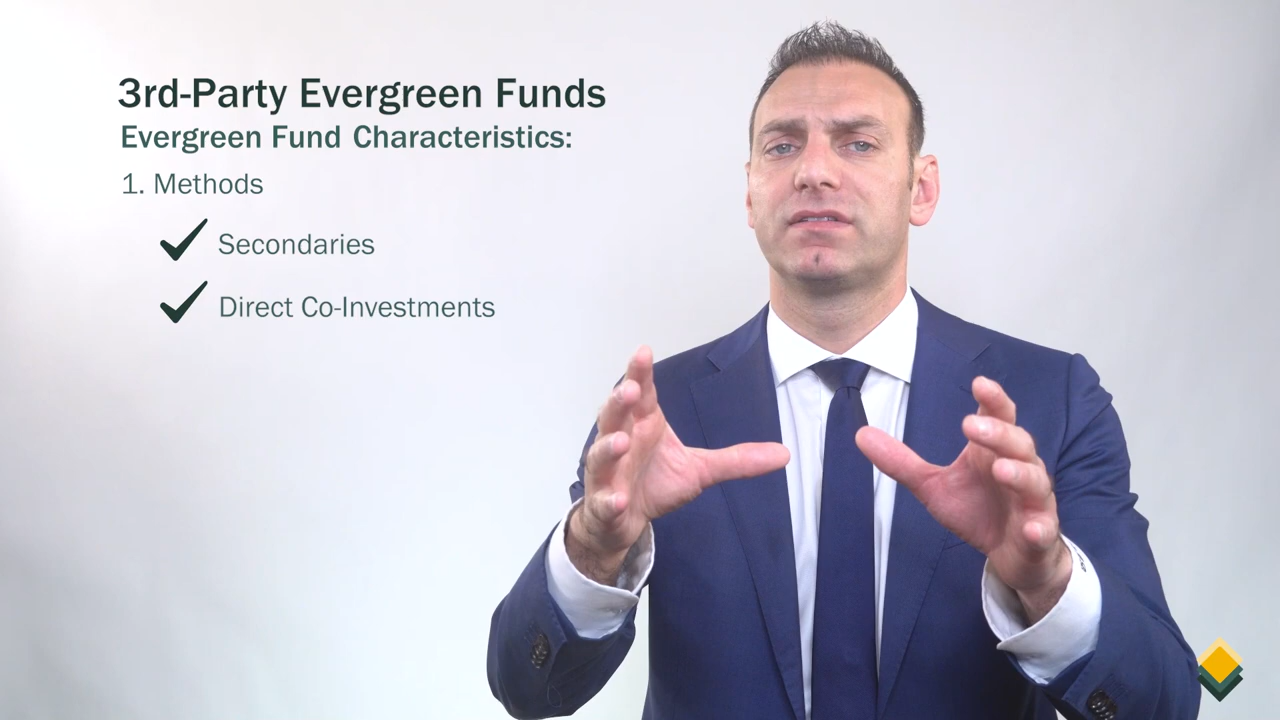 3rd-Party Evergreen Funds
Evergreen Fund Characteristics:
1. Methods
Secondaries
Direct Co-Investments